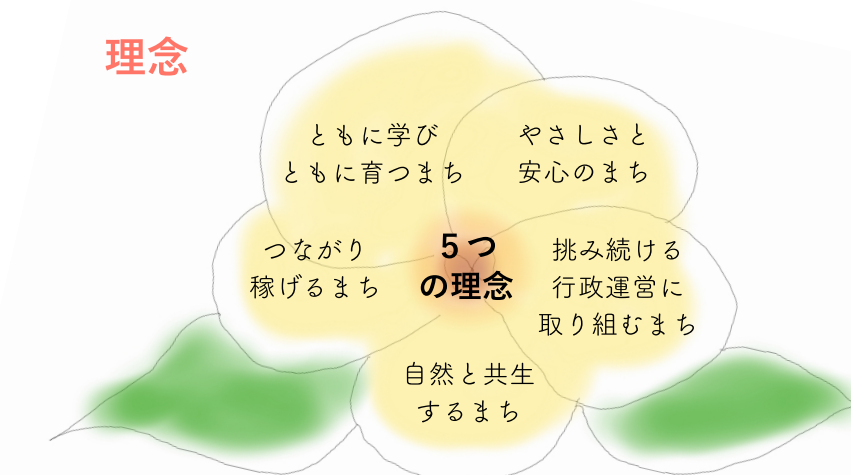 理念
ともに学び
ともに育つまち
やさしさと
安心のまち
つながり
稼げるまち
５つ
の理念
挑み続ける
行政運営に
取り組むまち
自然と共生
するまち